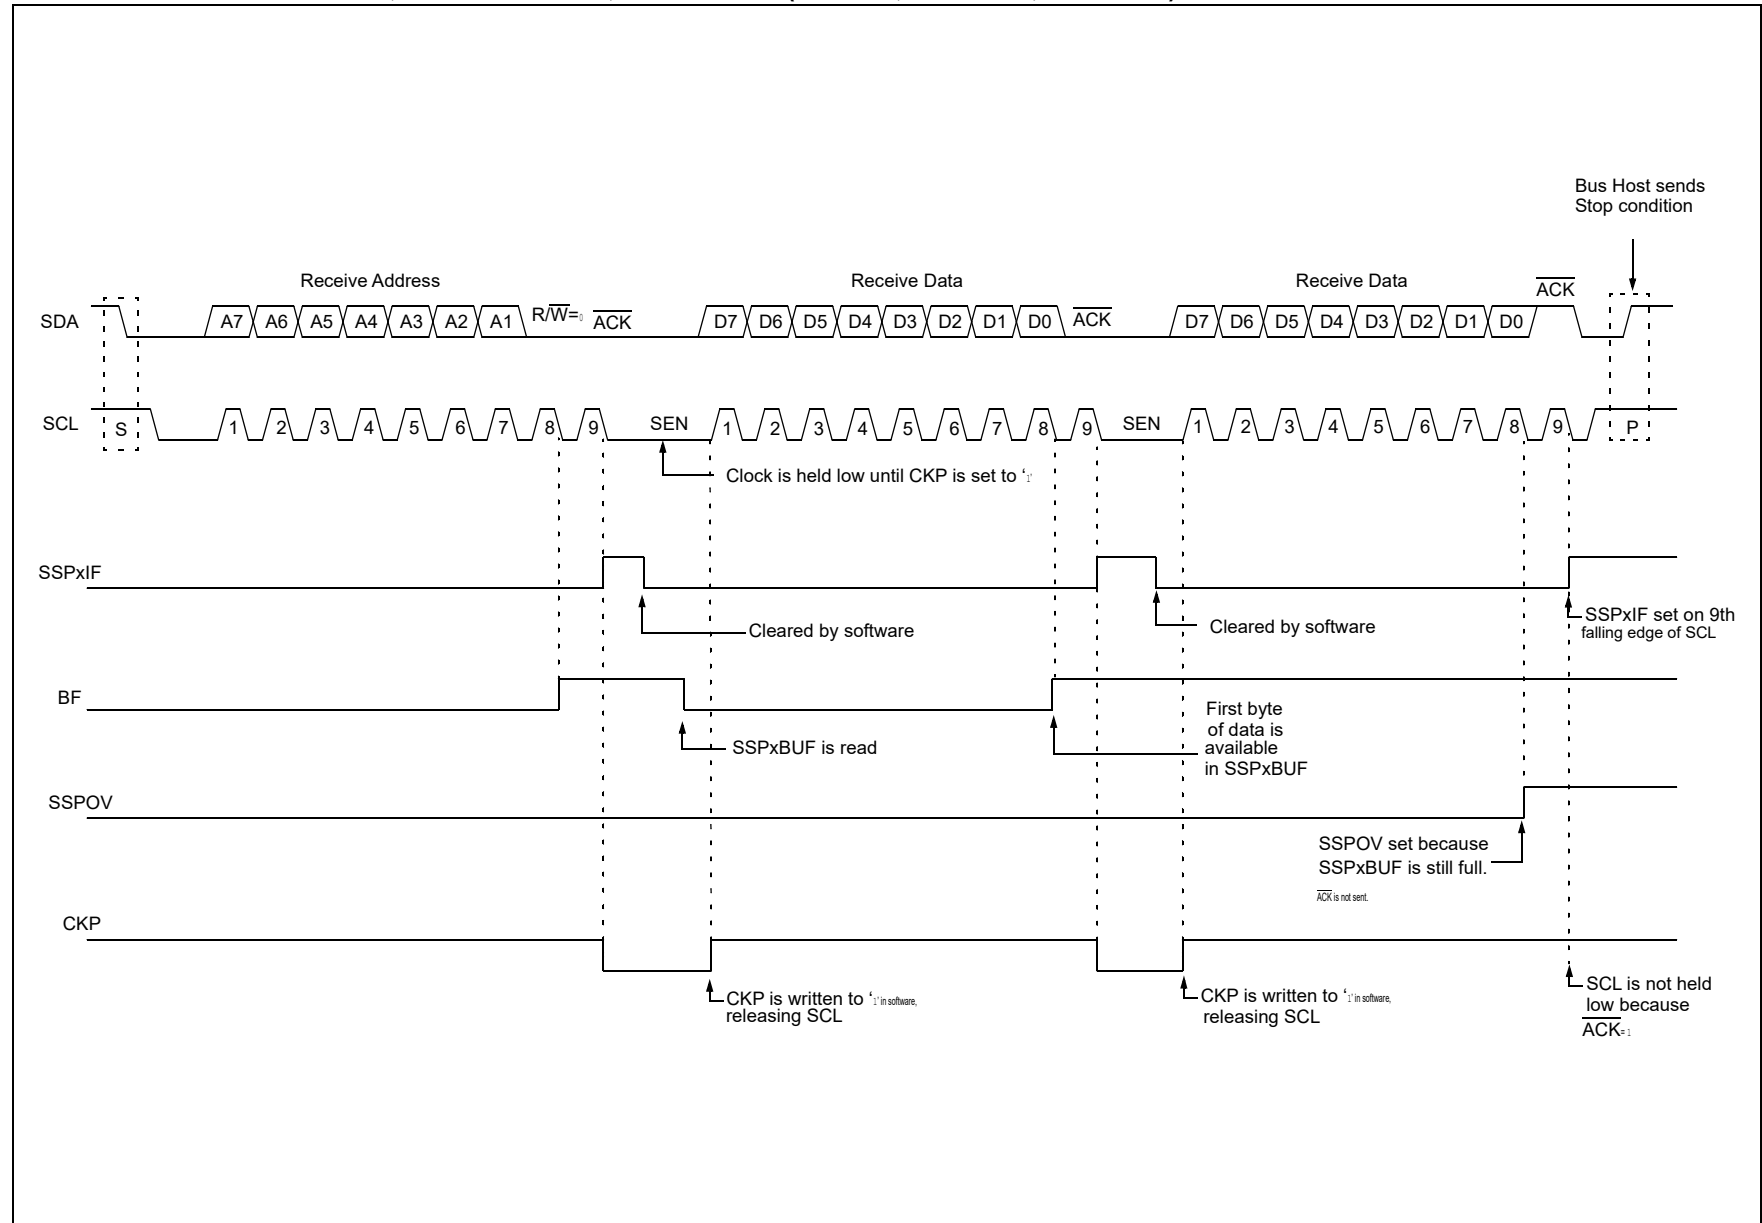 Bus Host sends
Stop condition
Receive Address
Receive Data
Receive Data
ACK
SDA
A7 A6 A5 A4 A3 A2 A1 R/W=0 ACK
D7 D6 D5 D4 D3 D2 D1 D0 ACK
D7 D6 D5 D4 D3 D2 D1 D0
SCL
S
1 2 3 4 5 6 7 8 9 SEN
1 2 3 4 5 6 7 8 9 SEN
1 2 3 4 5 6 7 8 9
P
Clock is held low until CKP is set to ‘1’
SSPxIF
Cleared by software
Cleared by software
SSPxIF set on 9th
falling edge of SCL
BF
SSPxBUF is read
First byte
of data is
available
in SSPxBUF
SSPOV
SSPOV set because
SSPxBUF is still full.
ACK is not sent.
CKP
CKP is written to ‘1’ in software,
releasing SCL
CKP is written to ‘1’ in software,
releasing SCL
SCL is not held
low because
ACK= 1